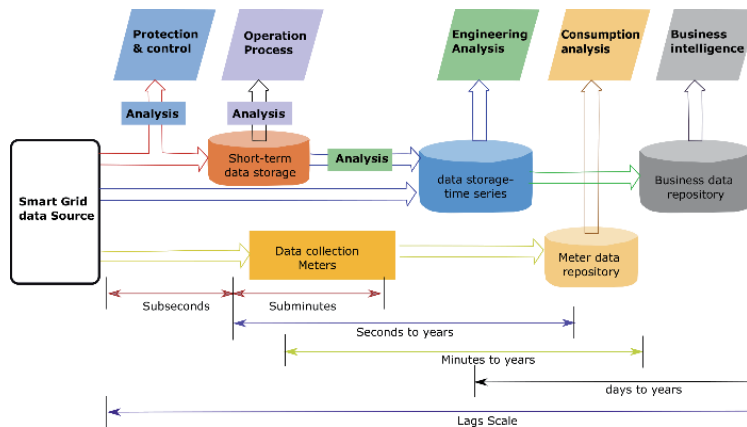 Protection
& control
Operation
Process
Engineering
Analysis
Consumption
analysis
Business
intelligence
Analysis
Analysis
Smart Grid
data Source
Short-term
data storage
Analysis
data storage-
time series
Business data
repository
Data collection
Meters
Meter data
repository
Subseconds
Subminutes
Seconds to years
Minutes to years
days to years
Lags Scale